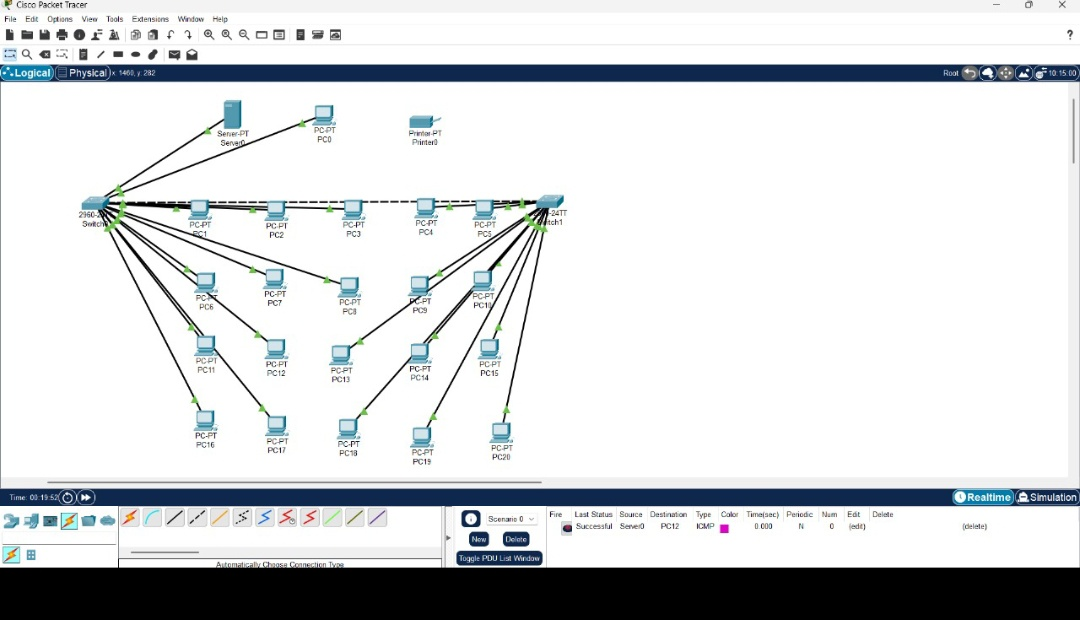 Cisco Packet Tracer
File Edit Options View Tools Extensions Window Help
?
Logical Physical x: 1460, y: 282 Root 10:15:00
Server-PT
Server0
PC-PT
PC0
Printer-PT
Printer0
2960-24
Switch
PC-PT
PC1
PC-PT
PC2
PC-PT
PC3
PC-PT
PC4
PC-PT
PC5
-24TT
itch1
PC-PT
PC6
PC-PT
PC7
PC-PT
PC8
PC-PT
PC9
PC-PT
PC10
PC-PT
PC11
PC-PT
PC12
PC-PT
PC13
PC-PT
PC14
PC-PT
PC15
PC-PT
PC16
PC-PT
PC17
PC-PT
PC18
PC-PT
PC19
PC-PT
PC20
Time: 00:19:52 Realtime Simulation
Scenario 0
New Delete
Toggle PDU List Window
Fire Last Status Source Destination Type Color Time(sec) Periodic Num Edit Delete
Successful Server0 PC12 ICMP 0.000 N 0 (edit) (delete)
Automatically Choose Connection Type